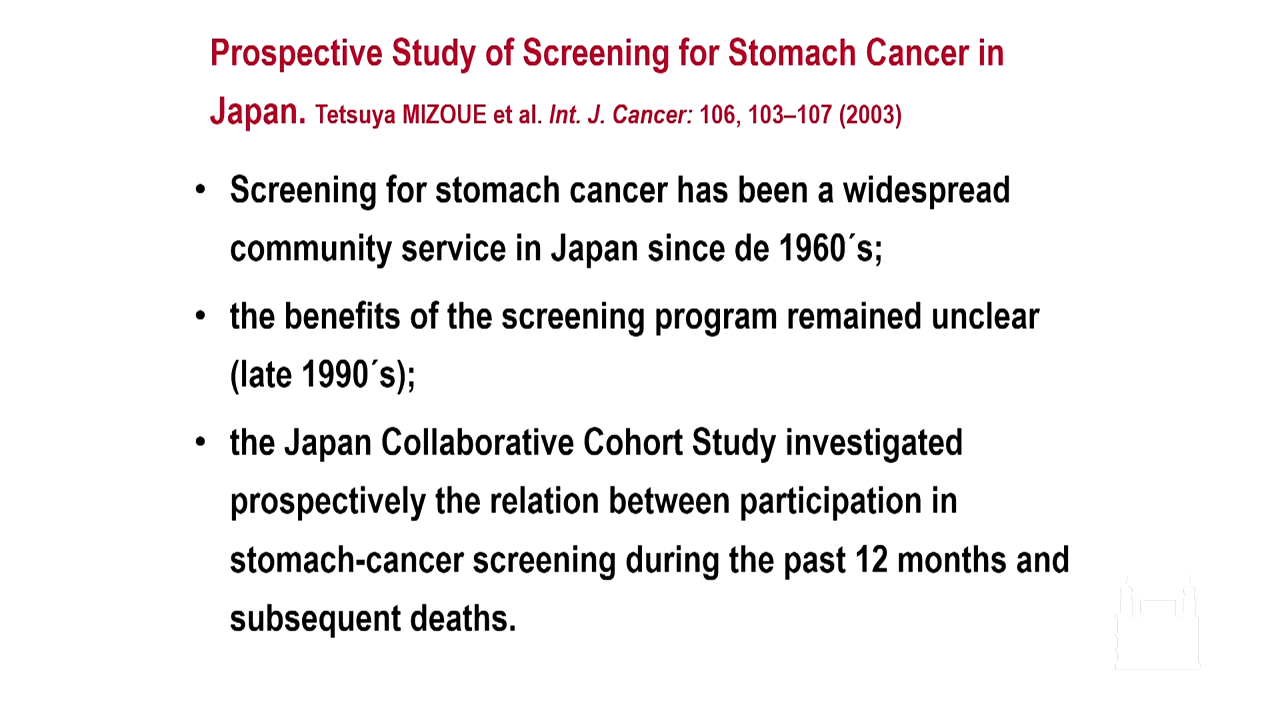 Prospective Study of Screening for Stomach Cancer in
Japan. Tetsuya MIZOUE et al. Int. J. Cancer: 106, 103–107 (2003)
• Screening for stomach cancer has been a widespread
community service in Japan since de 1960´s;
• the benefits of the screening program remained unclear
(late 1990´s);
• the Japan Collaborative Cohort Study investigated
prospectively the relation between participation in
stomach-cancer screening during the past 12 months and
subsequent deaths.